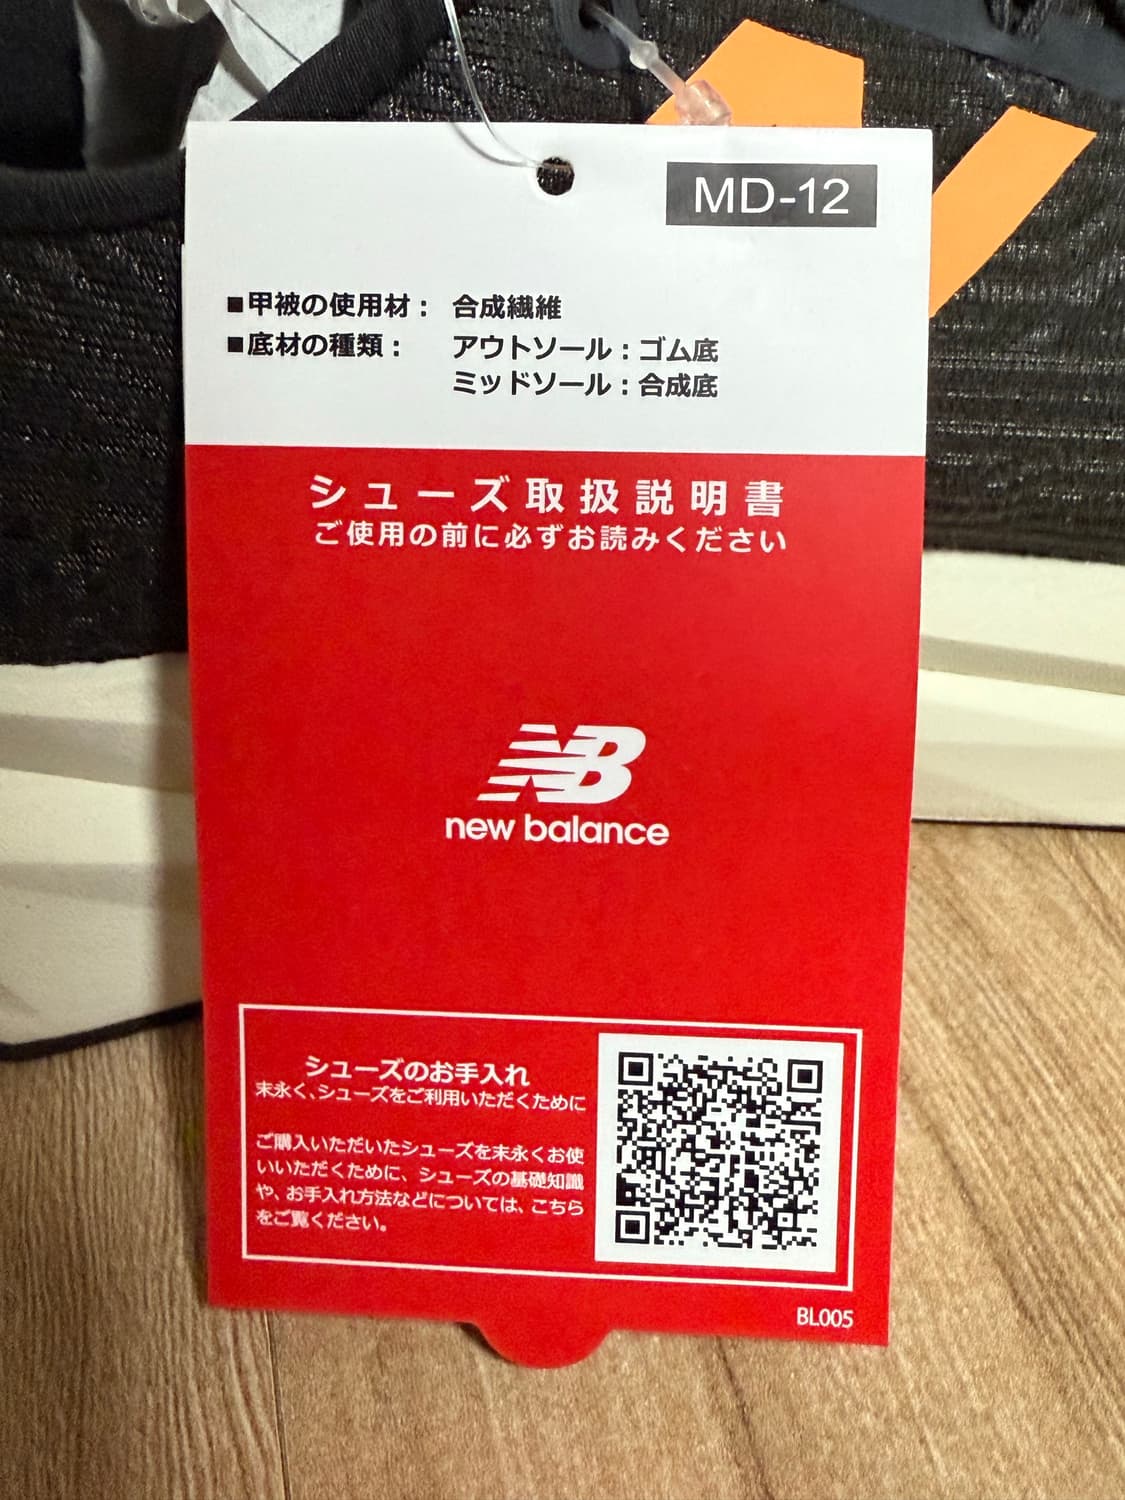 MD-12
■甲被の使用材: 合成繊維
■底材の種類: アウトソール:ゴム底
ミッドソール:合成底
シューズ取扱説明書
ご使用の前に必ずお読みください
NB
new balance
シューズのお手入れ
末永く、シューズをご利用いただくために
ご購入いただいたシューズを末永くお使
いいただくために、シューズの基礎知識
や、お手入れ方法などについては、こちら
をご覧ください。
BL005